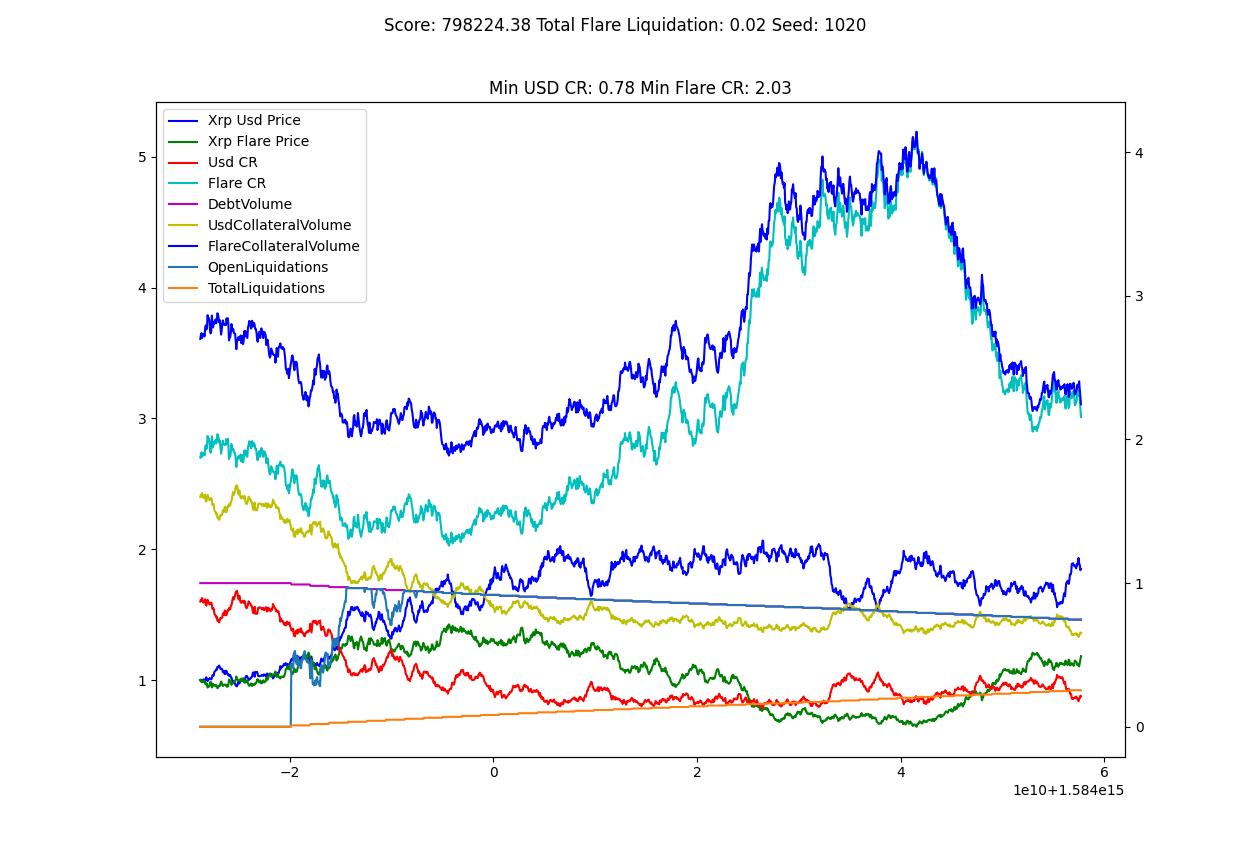 Score: 798224.38 Total Flare Liquidation: 0.02 Seed: 1020
Min USD CR: 0.78 Min Flare CR: 2.03
Xrp Usd Price
Xrp Flare Price
Usd CR
Flare CR
DebtVolume
UsdCollateralVolume
FlareCollateralVolume
OpenLiquidations
TotalLiquidations
5
4
3
2
1
4
3
2
1
0
−2
0
2
4
6
1e10+1.584e15